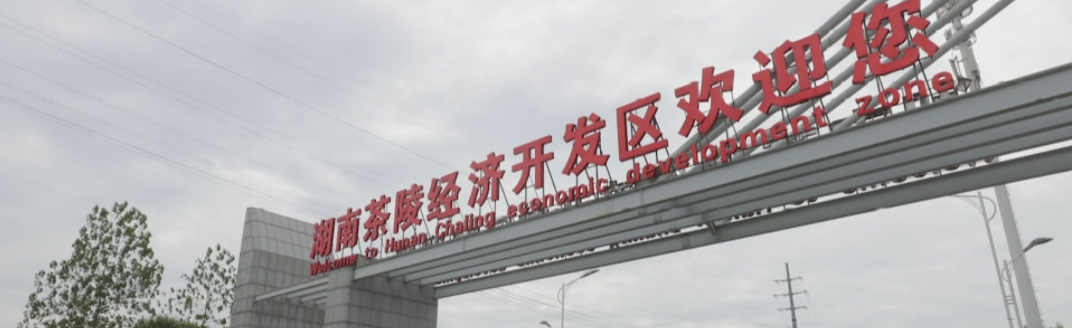 湖南茶陵经济开发区欢迎您
Welcome to Hunan Chaling economic development zone